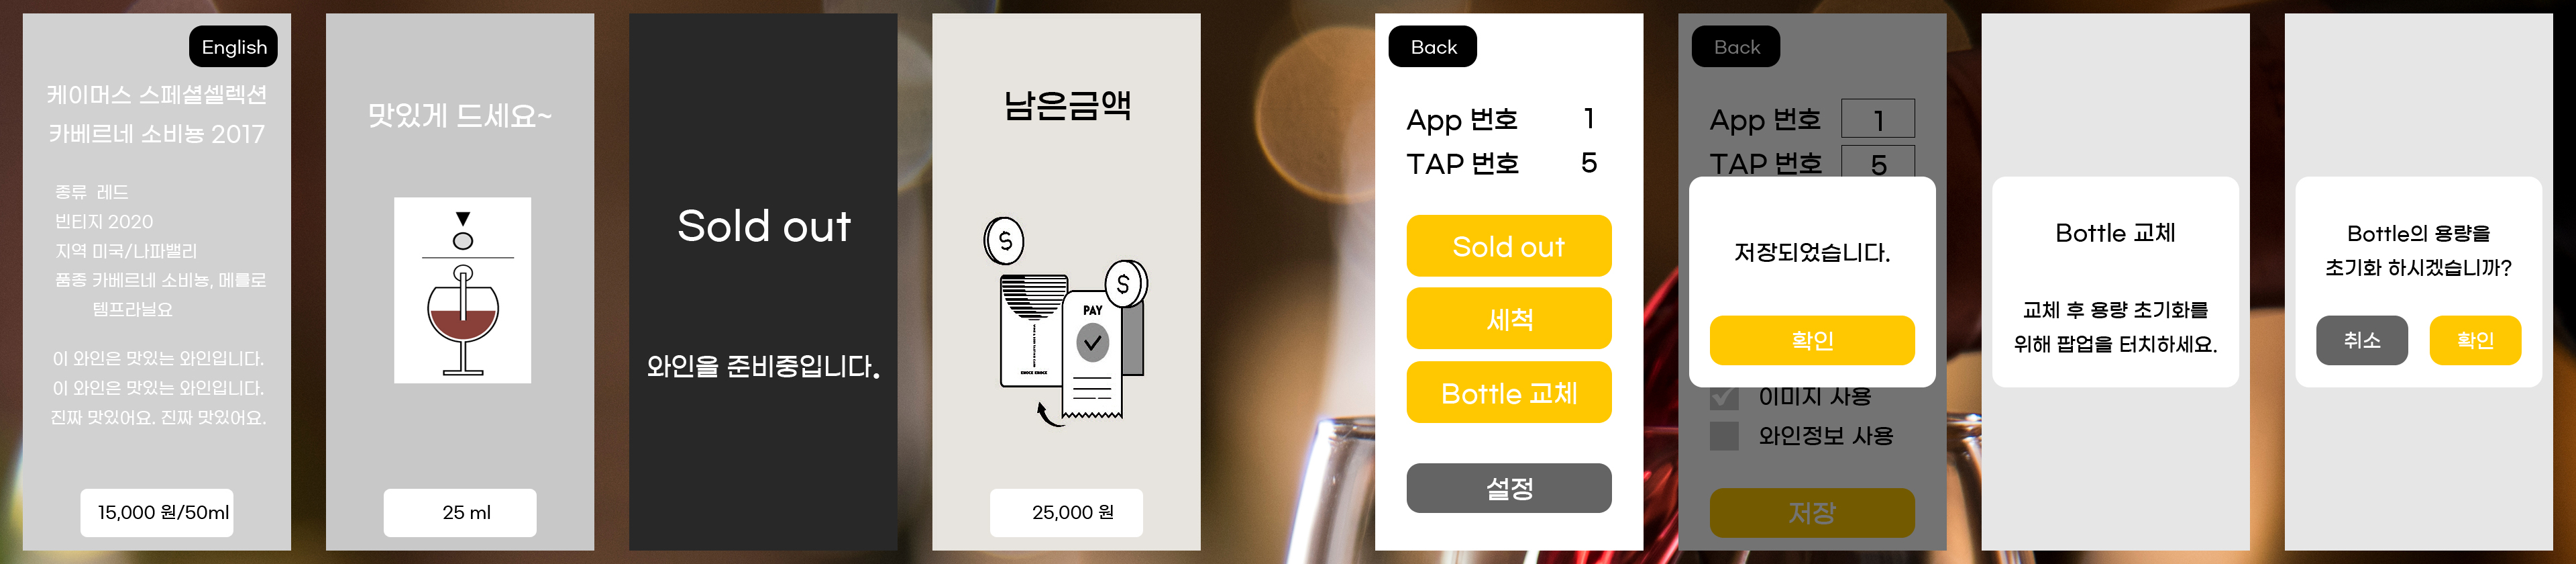 English
케이머스 스페셜셀렉션
카베르네 소비뇽 2017
종류 레드
빈티지 2020
지역 미국/나파밸리
품종 카베르네 소비뇽, 메를로
템프라닐요
이 와인은 맛있는 와인입니다.
이 와인은 맛있는 와인입니다.
진짜 맛있어요. 진짜 맛있어요.
15,000 원/50ml
맛있게 드세요~
25 ml
Sold out
와인을 준비중입니다.
남은금액
PAY
25,000 원
Back
App 번호 1
TAP 번호 5
Sold out
세척
Bottle 교체
설정
Back
App 번호 1
TAP 번호 5
저장되었습니다.
확인
이미지 사용
와인정보 사용
저장
Bottle 교체
교체 후 용량 초기화를
위해 팝업을 터치하세요.
Bottle의 용량을
초기화 하시겠습니까?
취소
확인